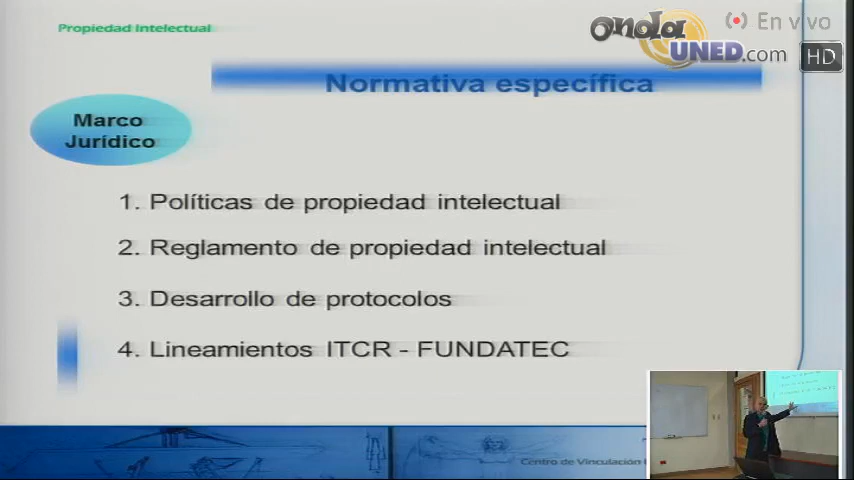 Propiedad Intelectual
onda
UNED.com
En vivo
HD
Normativa específica
Marco
Jurídico
1. Políticas de propiedad intelectual
2. Reglamento de propiedad intelectual
3. Desarrollo de protocolos
4. Lineamientos ITCR - FUNDATEC
Centro de Vinculación